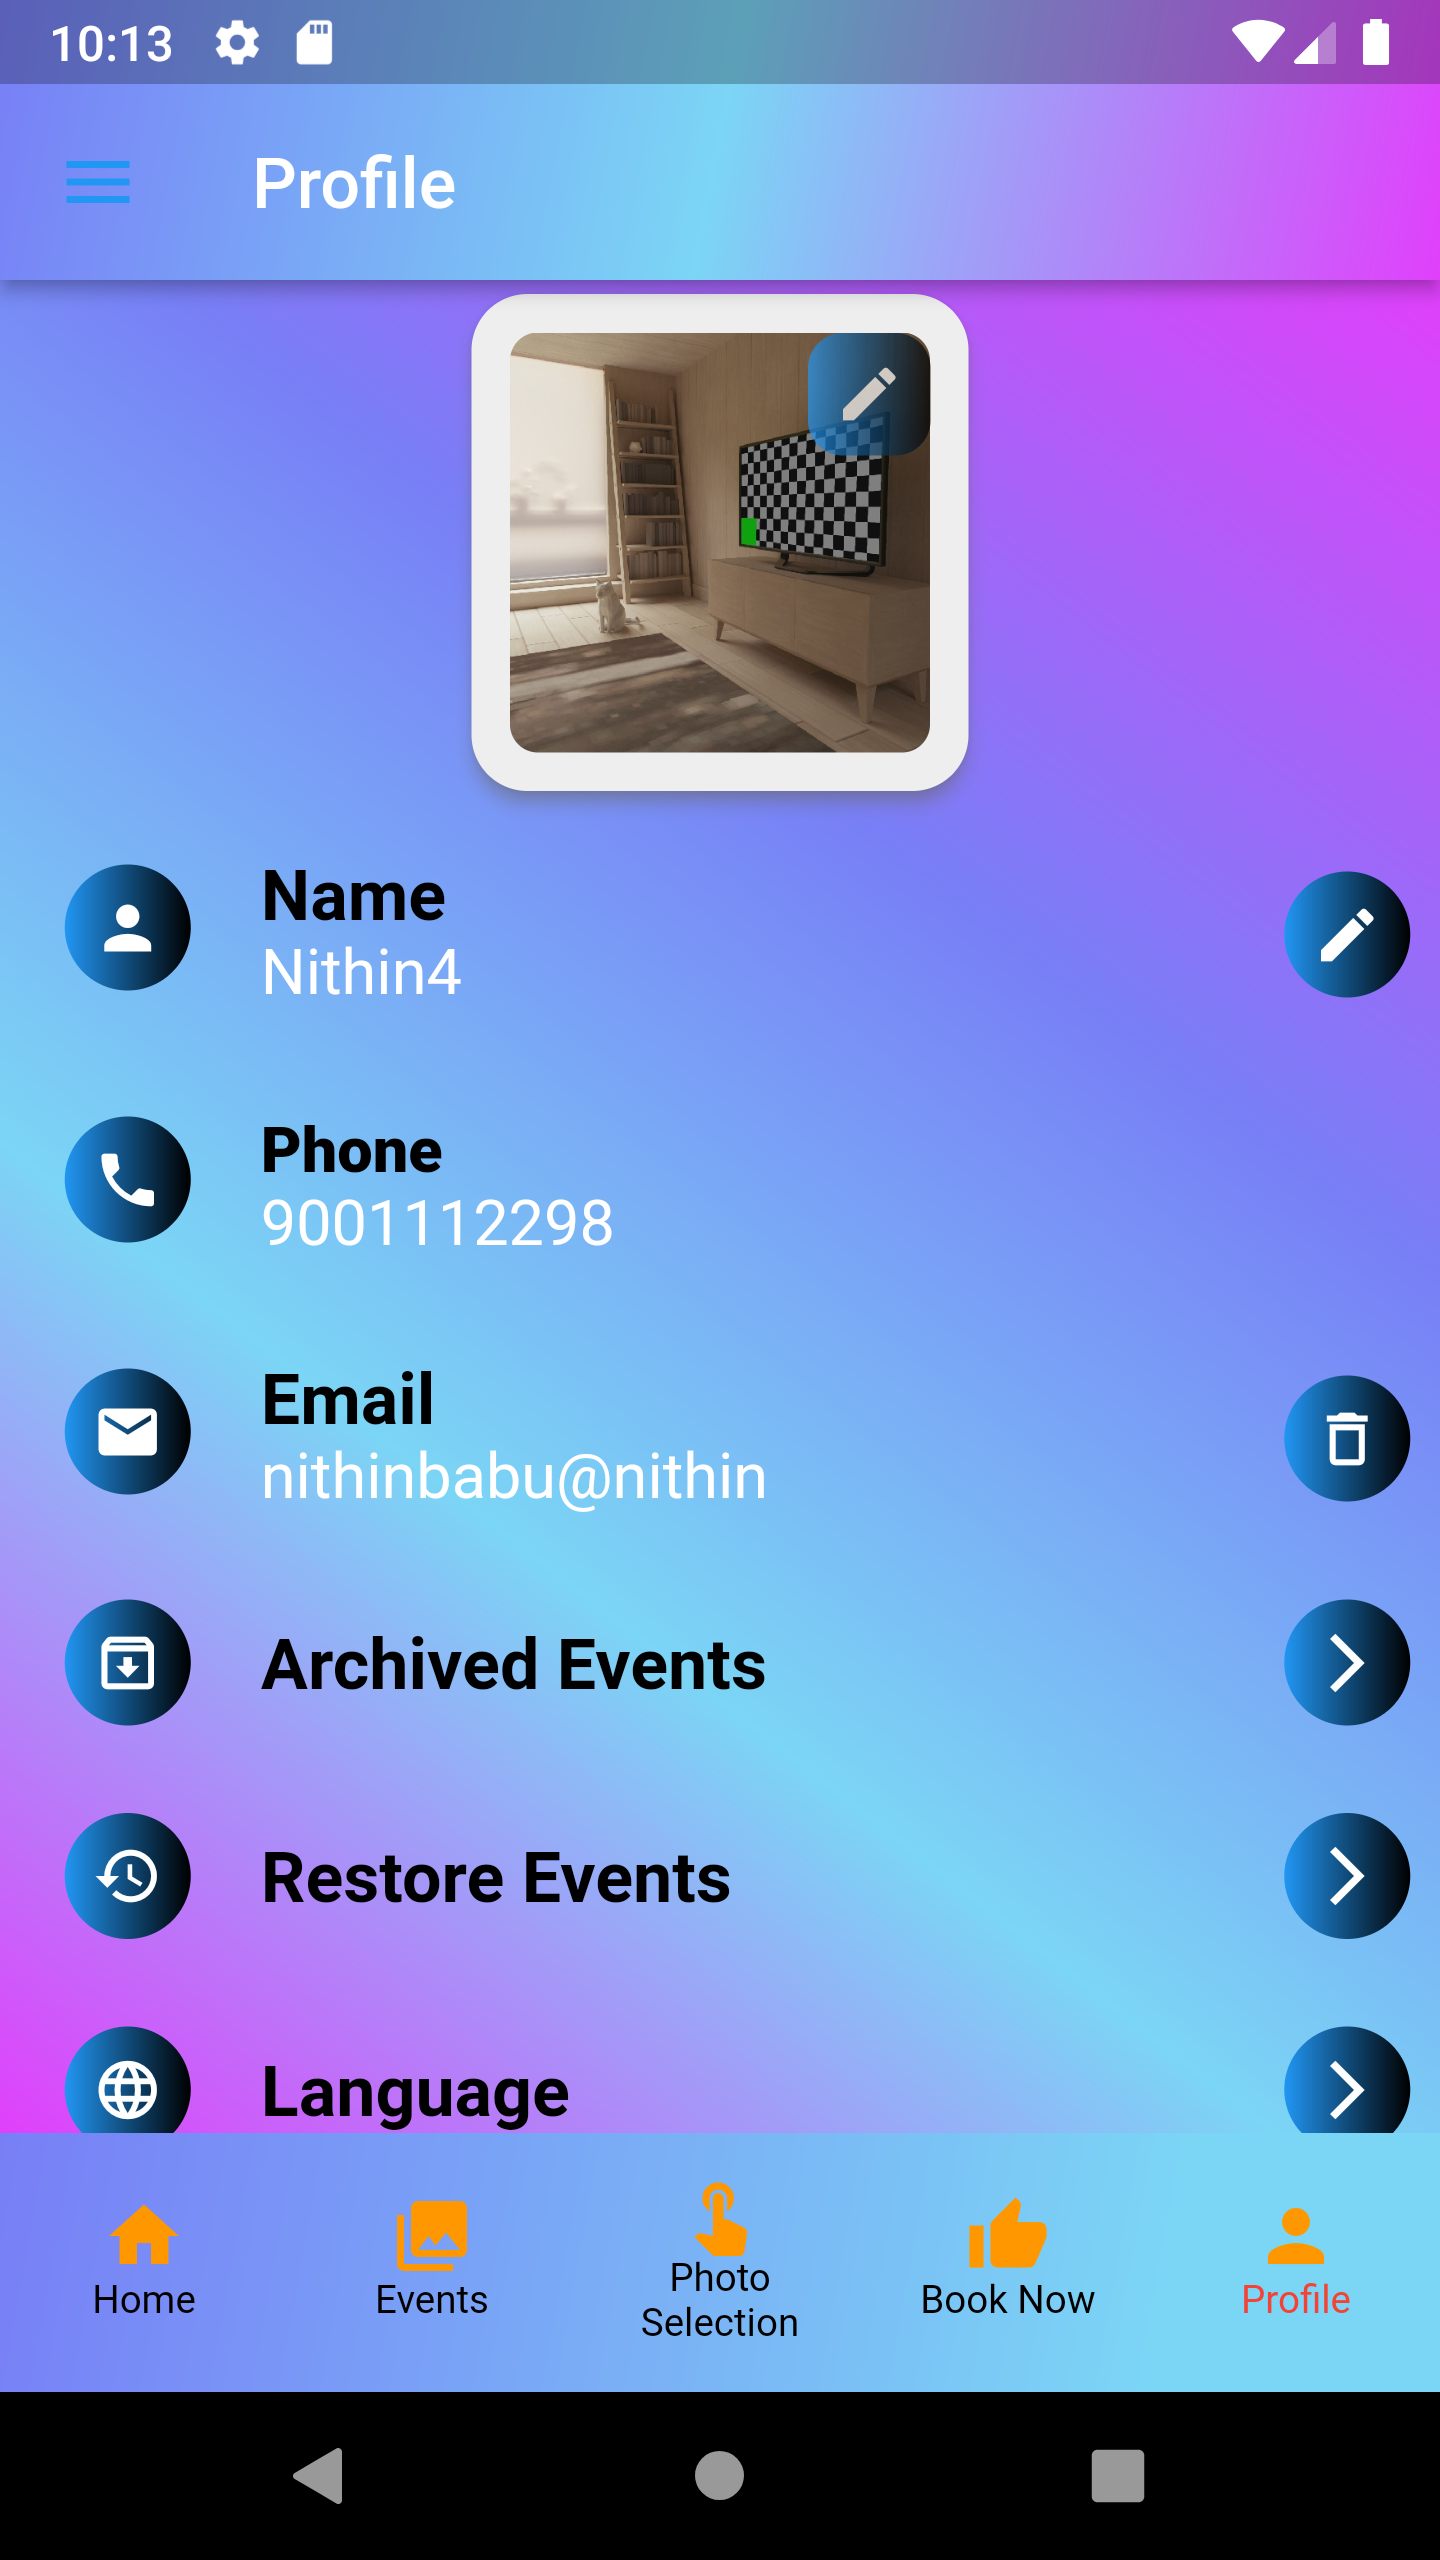 10:13
Profile
Name
Nithin4
Phone
9001112298
Email
nithinbabu@nithin
Archived Events
Restore Events
Language
Home
Events
Photo
Selection
Book Now
Profile